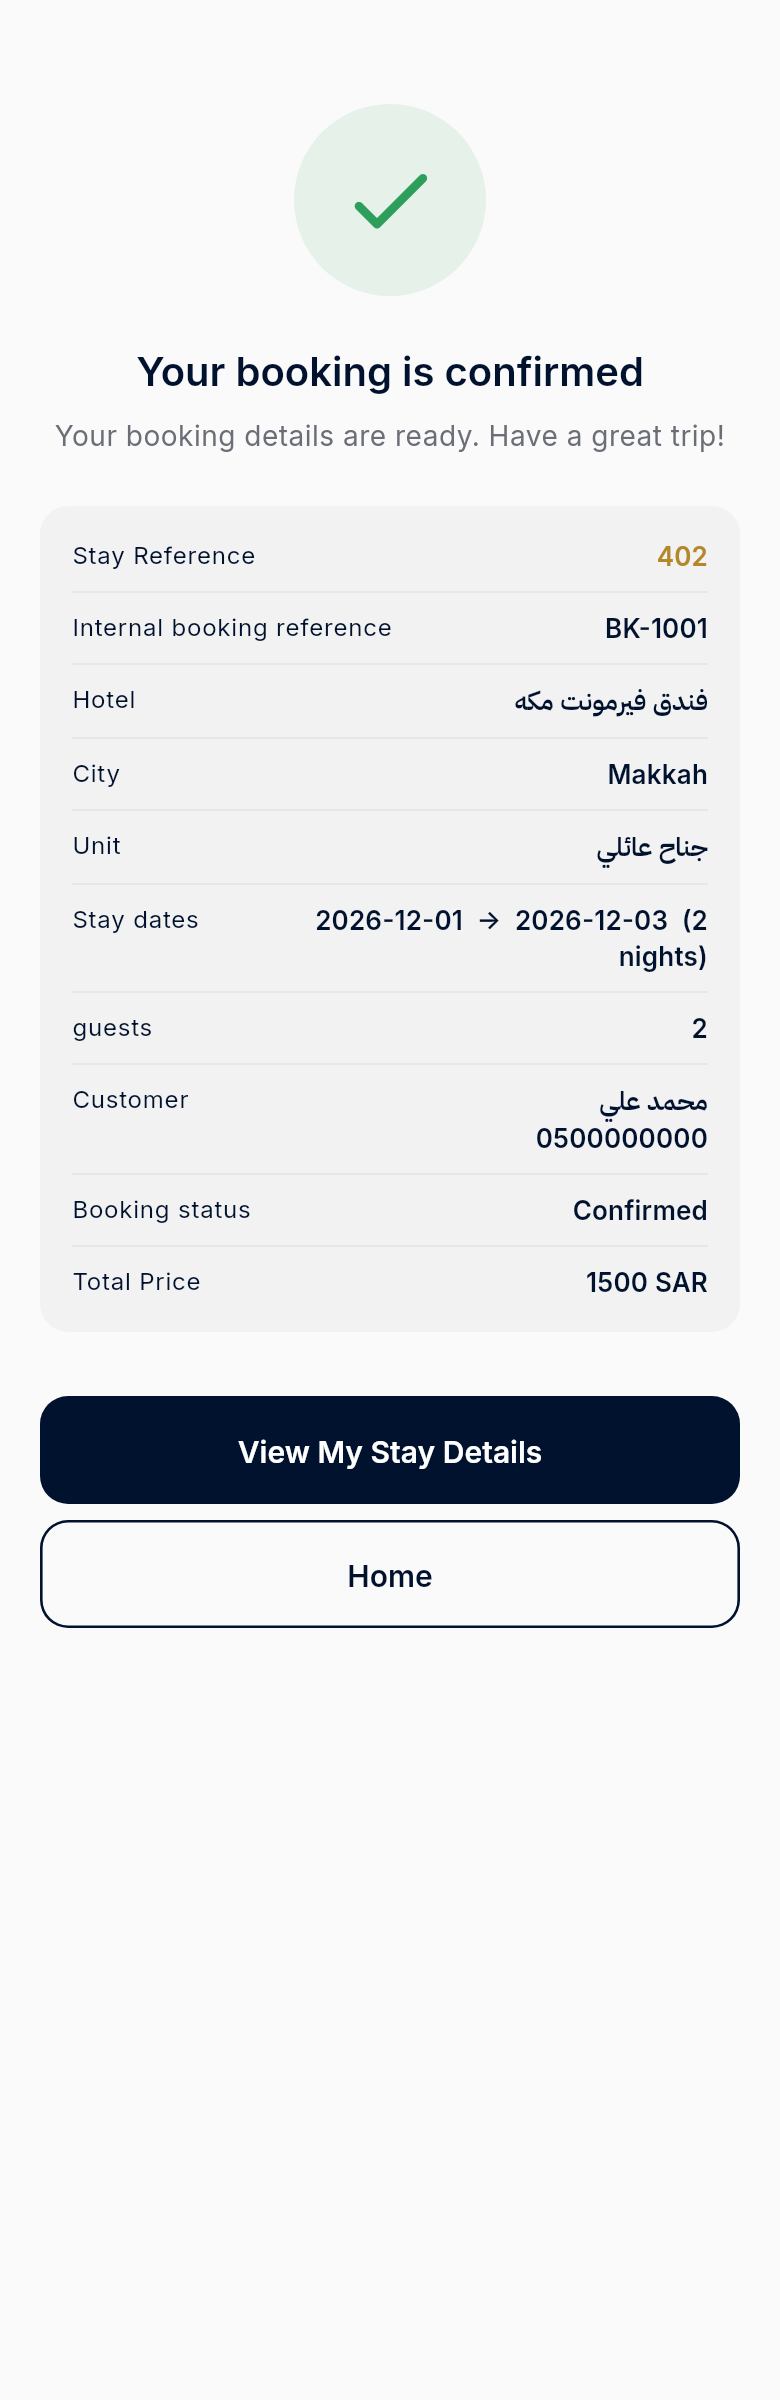 Your booking is confirmed
Your booking details are ready. Have a great trip!
Stay Reference 402
Internal booking reference BK-1001
Hotel فندق فيرمونت مكه
City Makkah
Unit جناح عائلي
Stay dates 2026-12-01 → 2026-12-03 (2
nights)
guests 2
Customer محمد علي
0500000000
Booking status Confirmed
Total Price 1500 SAR
View My Stay Details
Home